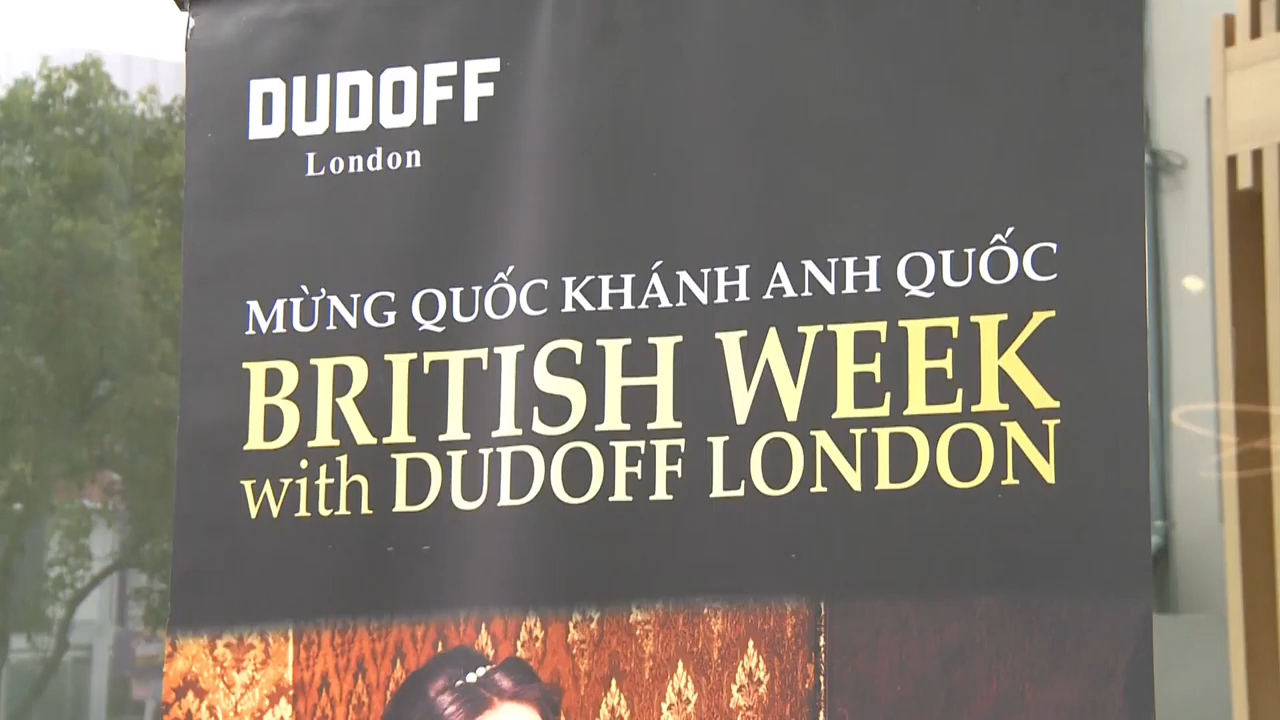 DUDOFF
London
MỪNG QUỐC KHÁNH ANH QUỐC
BRITISH WEEK
with DUDOFF LONDON